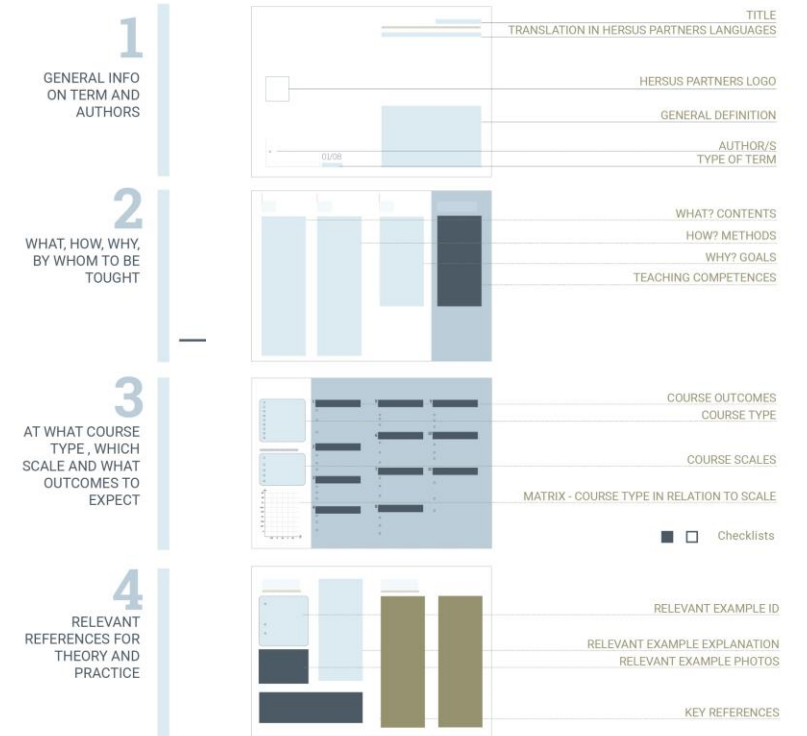 1
GENERAL INFO
ON TERM AND
AUTHORS
TITLE
TRANSLATION IN HERSUS PARTNERS LANGUAGES
HERSUS PARTNERS LOGO
GENERAL DEFINITION
AUTHOR/S
TYPE OF TERM
01/08
2
WHAT, HOW, WHY,
BY WHOM TO BE
TOUGHT
WHAT? CONTENTS
HOW? METHODS
WHY? GOALS
TEACHING COMPETENCES
3
AT WHAT COURSE
TYPE , WHICH
SCALE AND WHAT
OUTCOMES TO
EXPECT
COURSE OUTCOMES
COURSE TYPE
COURSE SCALES
MATRIX - COURSE TYPE IN RELATION TO SCALE
Checklists
4
RELEVANT
REFERENCES FOR
THEORY AND
PRACTICE
RELEVANT EXAMPLE ID
RELEVANT EXAMPLE EXPLANATION
RELEVANT EXAMPLE PHOTOS
KEY REFERENCES